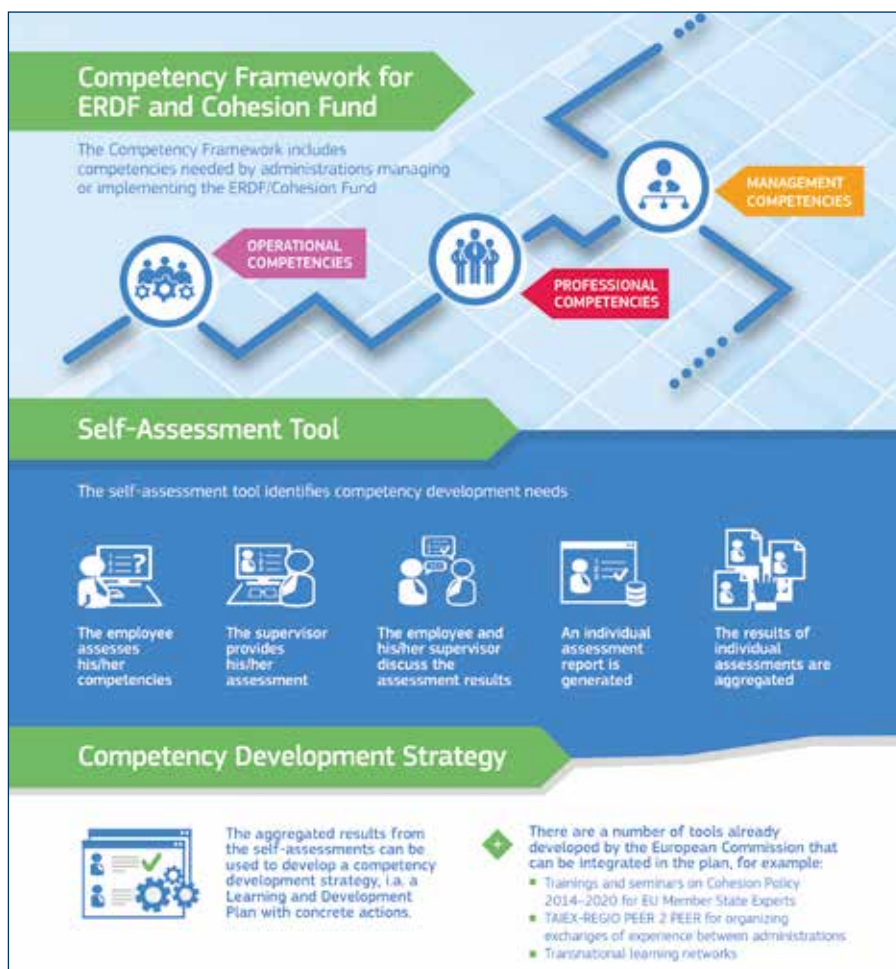 Competency Framework for
ERDF and Cohesion Fund
The Competency Framework includes
competencies needed by administrations managing
or implementing the ERDF/Cohesion Fund
OPERATIONAL
COMPETENCIES
PROFESSIONAL
COMPETENCIES
MANAGEMENT
COMPETENCIES
Self-Assessment Tool
The self-assessment tool identifies competency development needs
The employee
assesses
his/her
competencies
The supervisor
provides
his/her
assessment
The employee and
his/her supervisor
discuss the
assessment results
An individual
assessment
report is
generated
The results of
individual
assessments are
aggregated
Competency Development Strategy
The aggregated results from
the self-assessments can be
used to develop a competency
development strategy, i.a. a
Learning and Development
Plan with concrete actions.
There are a number of tools already
developed by the European Commission that
can be integrated in the plan, for example:
Trainings and seminars on Cohesion Policy
2014-2020 for EU Member State Experts
TAIEX-REGIO PEER 2 PEER for organizing
exchanges of experience between administrations
Transnational learning networks